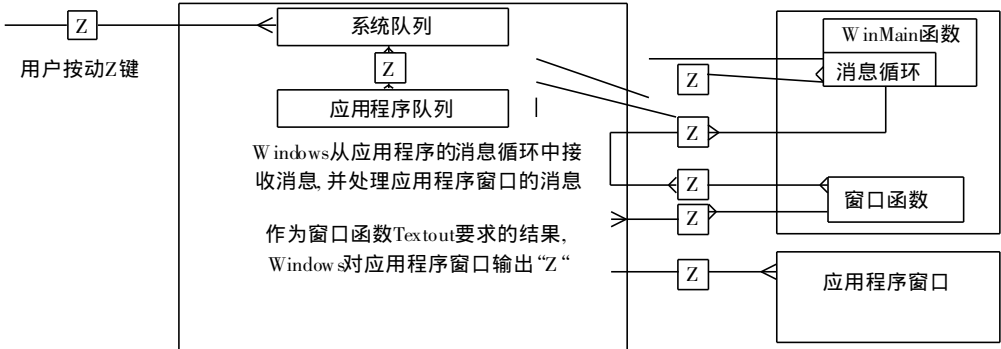 Z
用户按动Z键
系统队列
Z
应用程序队列
Windows从应用程序的消息循环中接
收消息,并处理应用程序窗口的消息
作为窗口函数Textout要求的结果,
Windows对应用程序窗口输出“Z“
Z
Z
Z
Z
Z
WinMain函数
消息循环
窗口函数
应用程序窗口